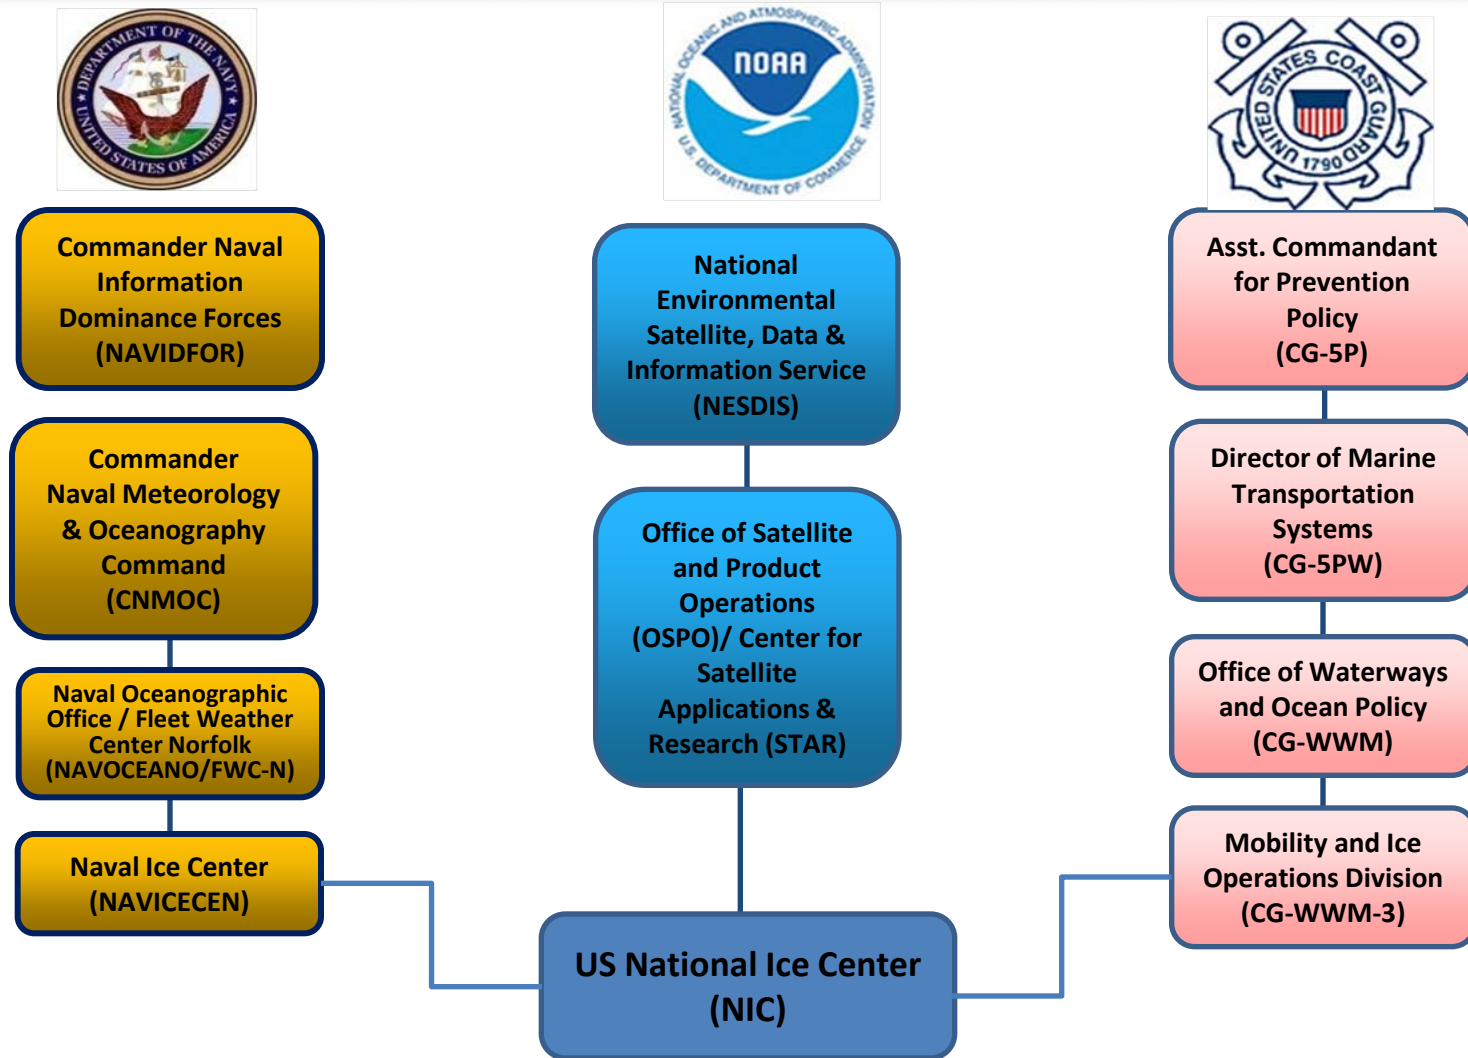 DEPARTMENT OF THE NAVY
UNITED STATES OF AMERICA
NATIONAL OCEANIC AND ATMOSPHERIC ADMINISTRATION
NOAA
U.S. DEPARTMENT OF COMMERCE
UNITED STATES COAST GUARD
1790
Commander Naval
Information
Dominance Forces
(NAVIDFOR)
Commander
Naval Meteorology
& Oceanography
Command
(CNMOC)
Naval Oceanographic
Office / Fleet Weather
Center Norfolk
(NAVOCEANO/FWC-N)
Naval Ice Center
(NAVICECEN)
National
Environmental
Satellite, Data &
Information Service
(NESDIS)
Office of Satellite
and Product
Operations
(OSPO)/ Center for
Satellite
Applications &
Research (STAR)
Asst. Commandant
for Prevention
Policy
(CG-5P)
Director of Marine
Transportation
Systems
(CG-5PW)
Office of Waterways
and Ocean Policy
(CG-WWM)
Mobility and Ice
Operations Division
(CG-WWM-3)
US National Ice Center
(NIC)